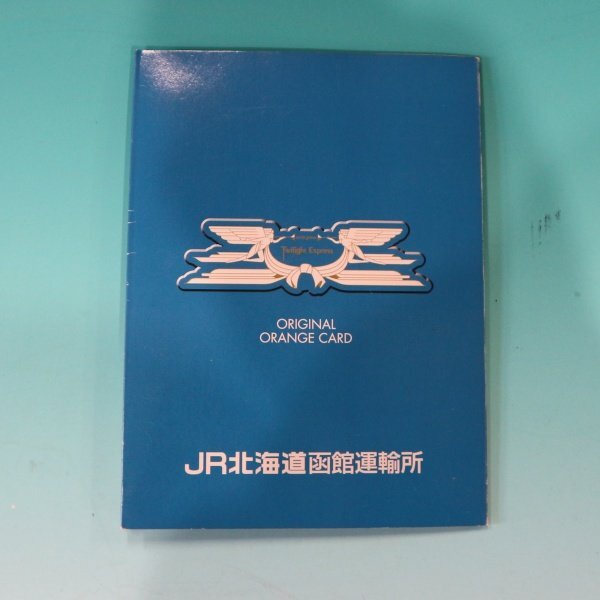 Twilight Express
ORIGINAL
ORANGE CARD
JR北海道函館運輸所